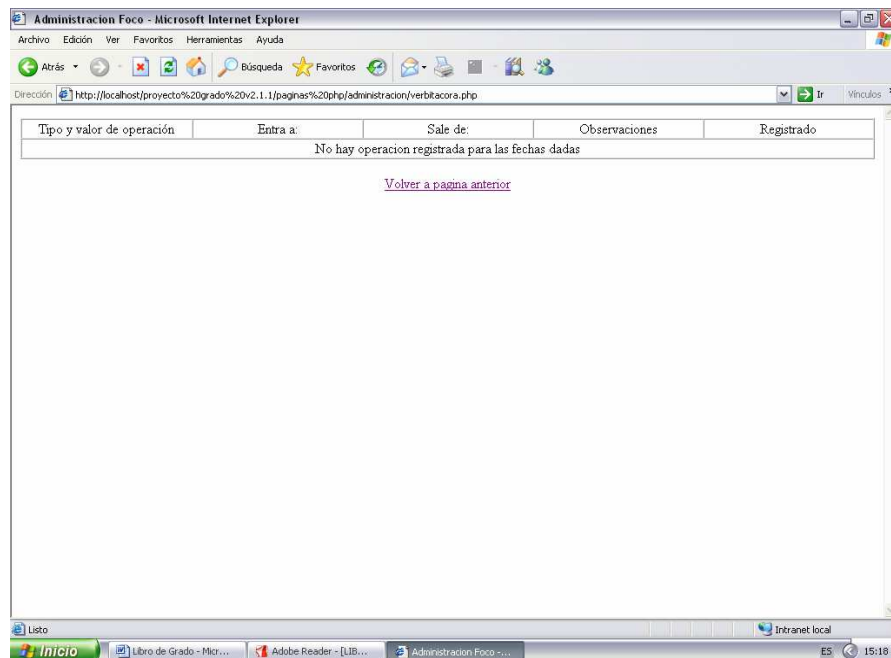 Administracion Foco - Microsoft Internet Explorer
Archivo Edición Ver Favoritos Herramientas Ayuda
Atrás Búsqueda Favoritos
Dirección http://localhost/proyecto%20grado%20v2.1.1/paginas%20php/administracion/verbitacora.php Ir Vínculos
Tipo y valor de operación Entra a: Sale de: Observaciones Registrado
No hay operacion registrada para las fechas dadas
Volver a pagina anterior
Listo Intranet local
Inicio Libro de Grado - Micr... Adobe Reader - [LIB... Administracion Foco -... ES 15:18